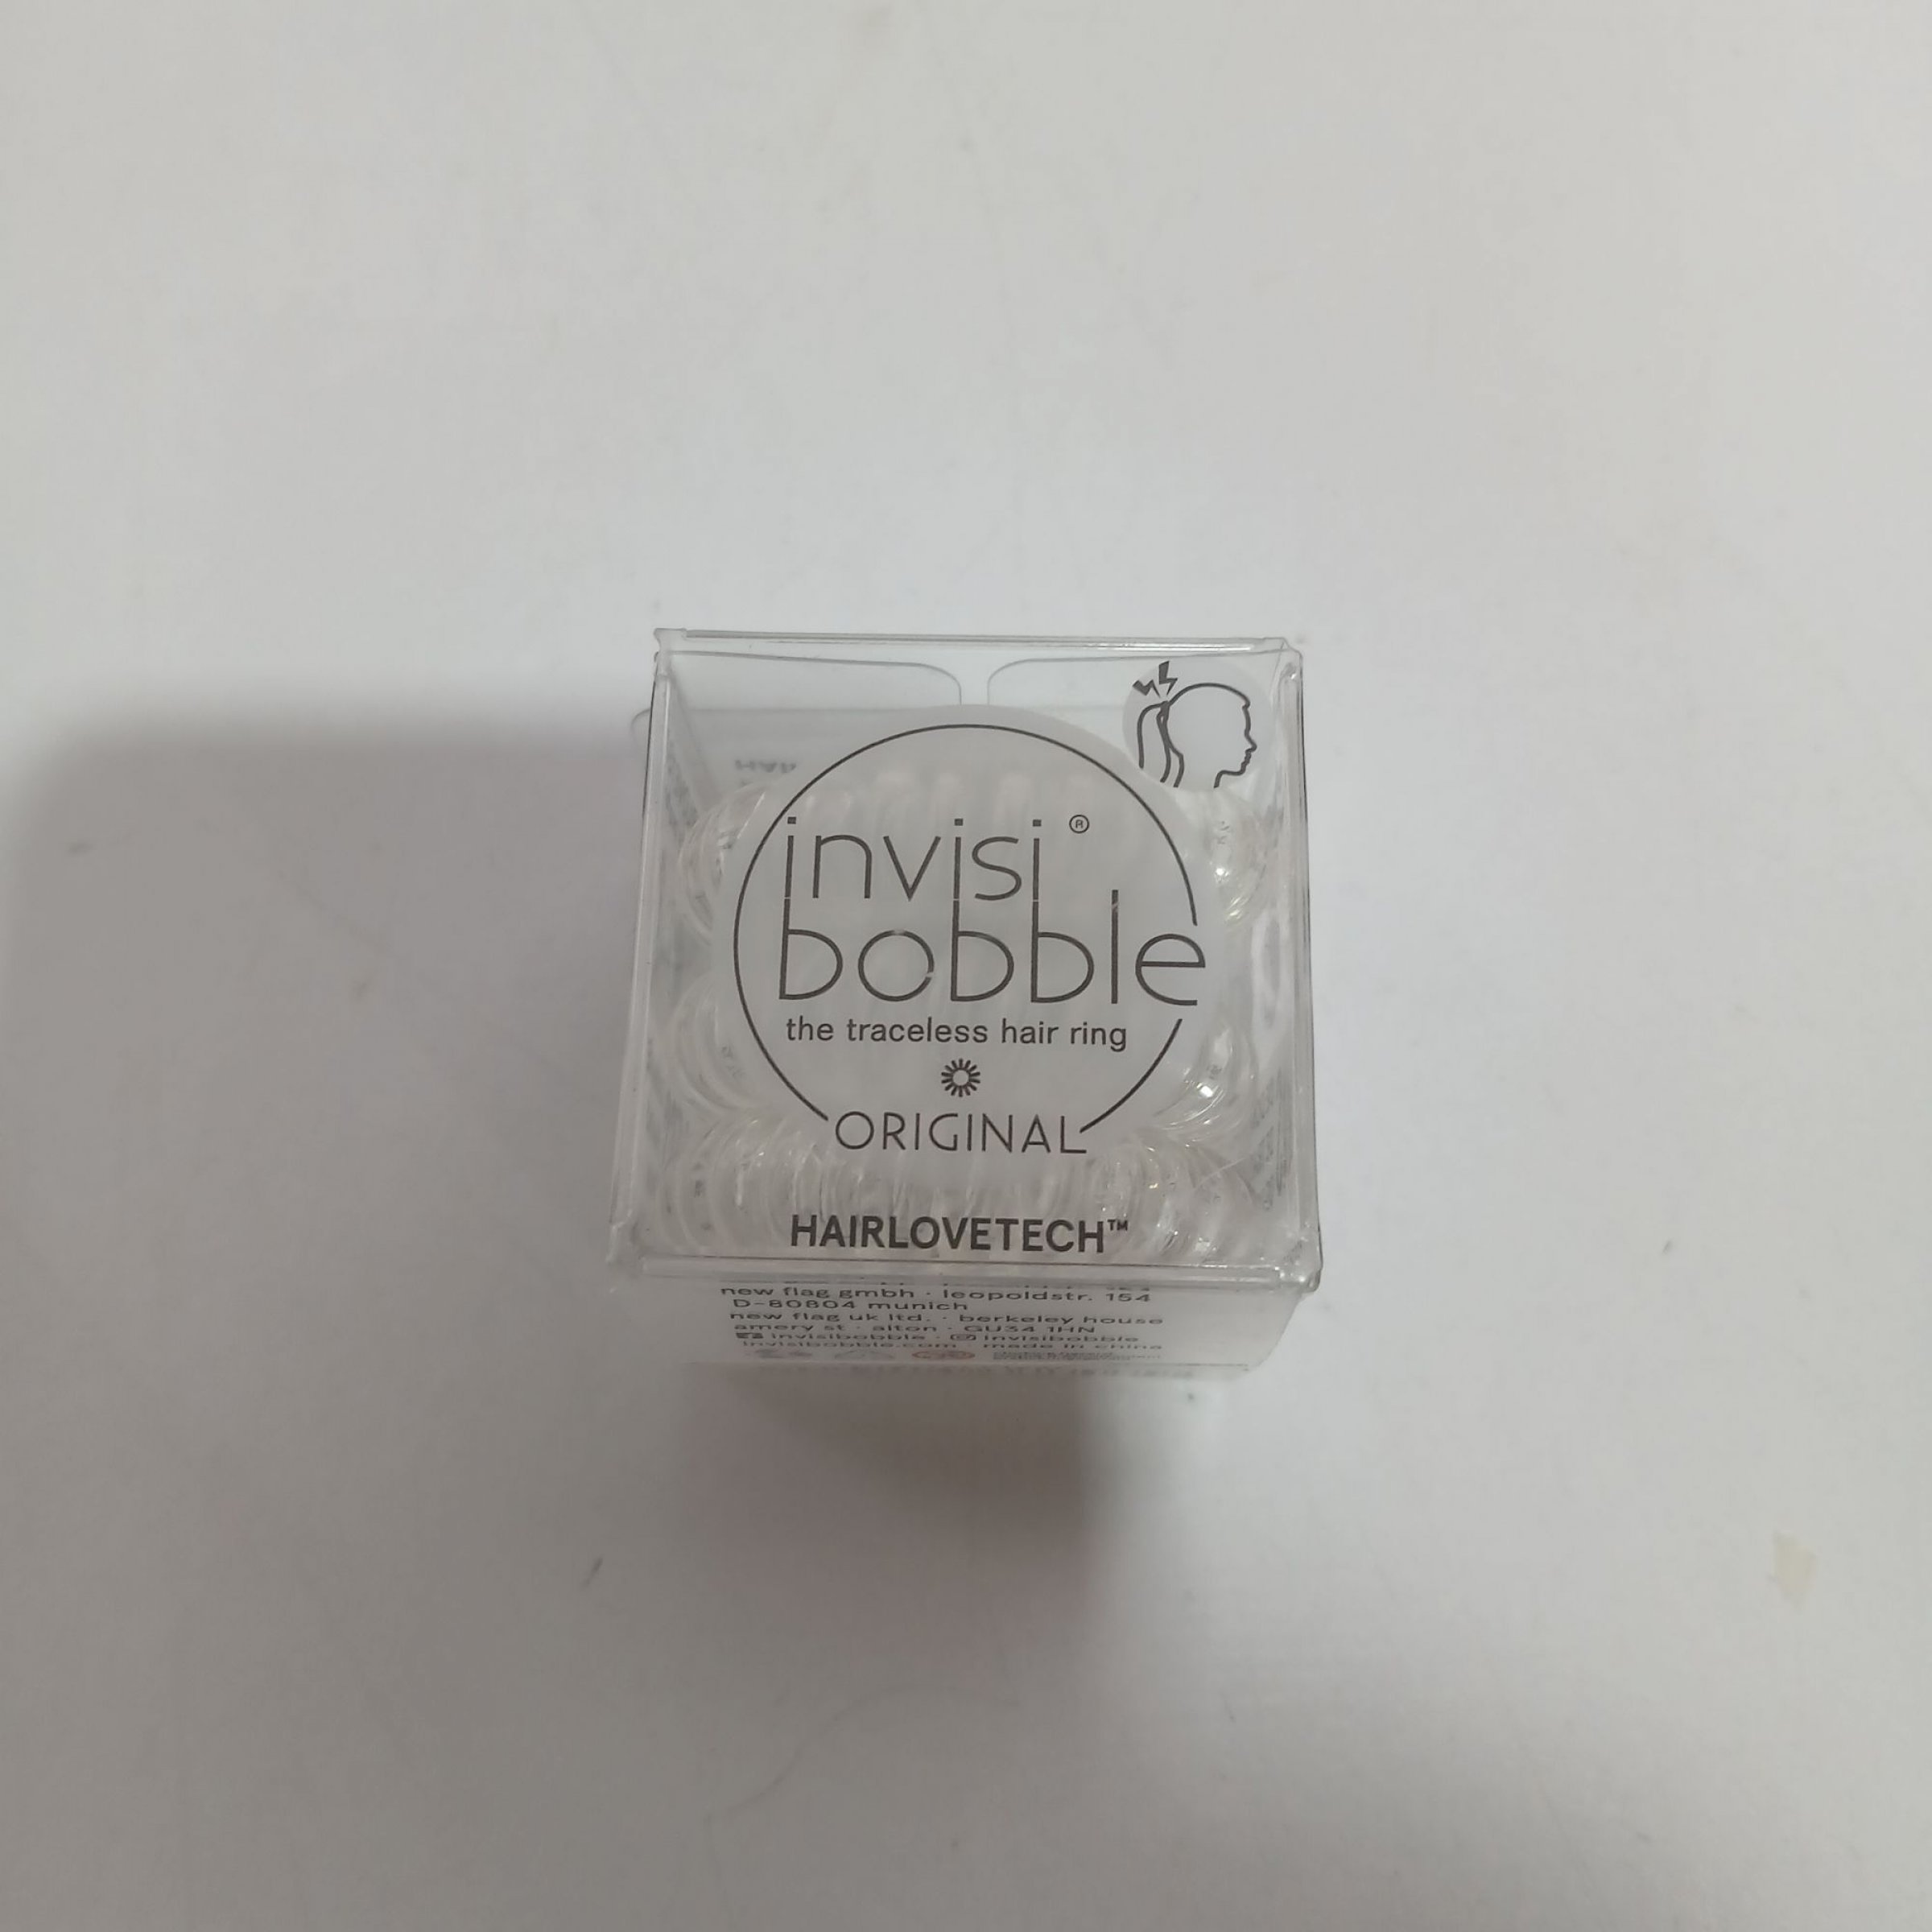 invisi®
bobble
the traceless hair ring
ORIGINAL
HAIRLOVETECH™
new flag gmbh · leopoldstr. 154
D-80804 munich
new flag uk ltd. · berkeley house
amery st · alton · GU34 1HN
invisibobble · invisibobble
invisibobble.com · made in china